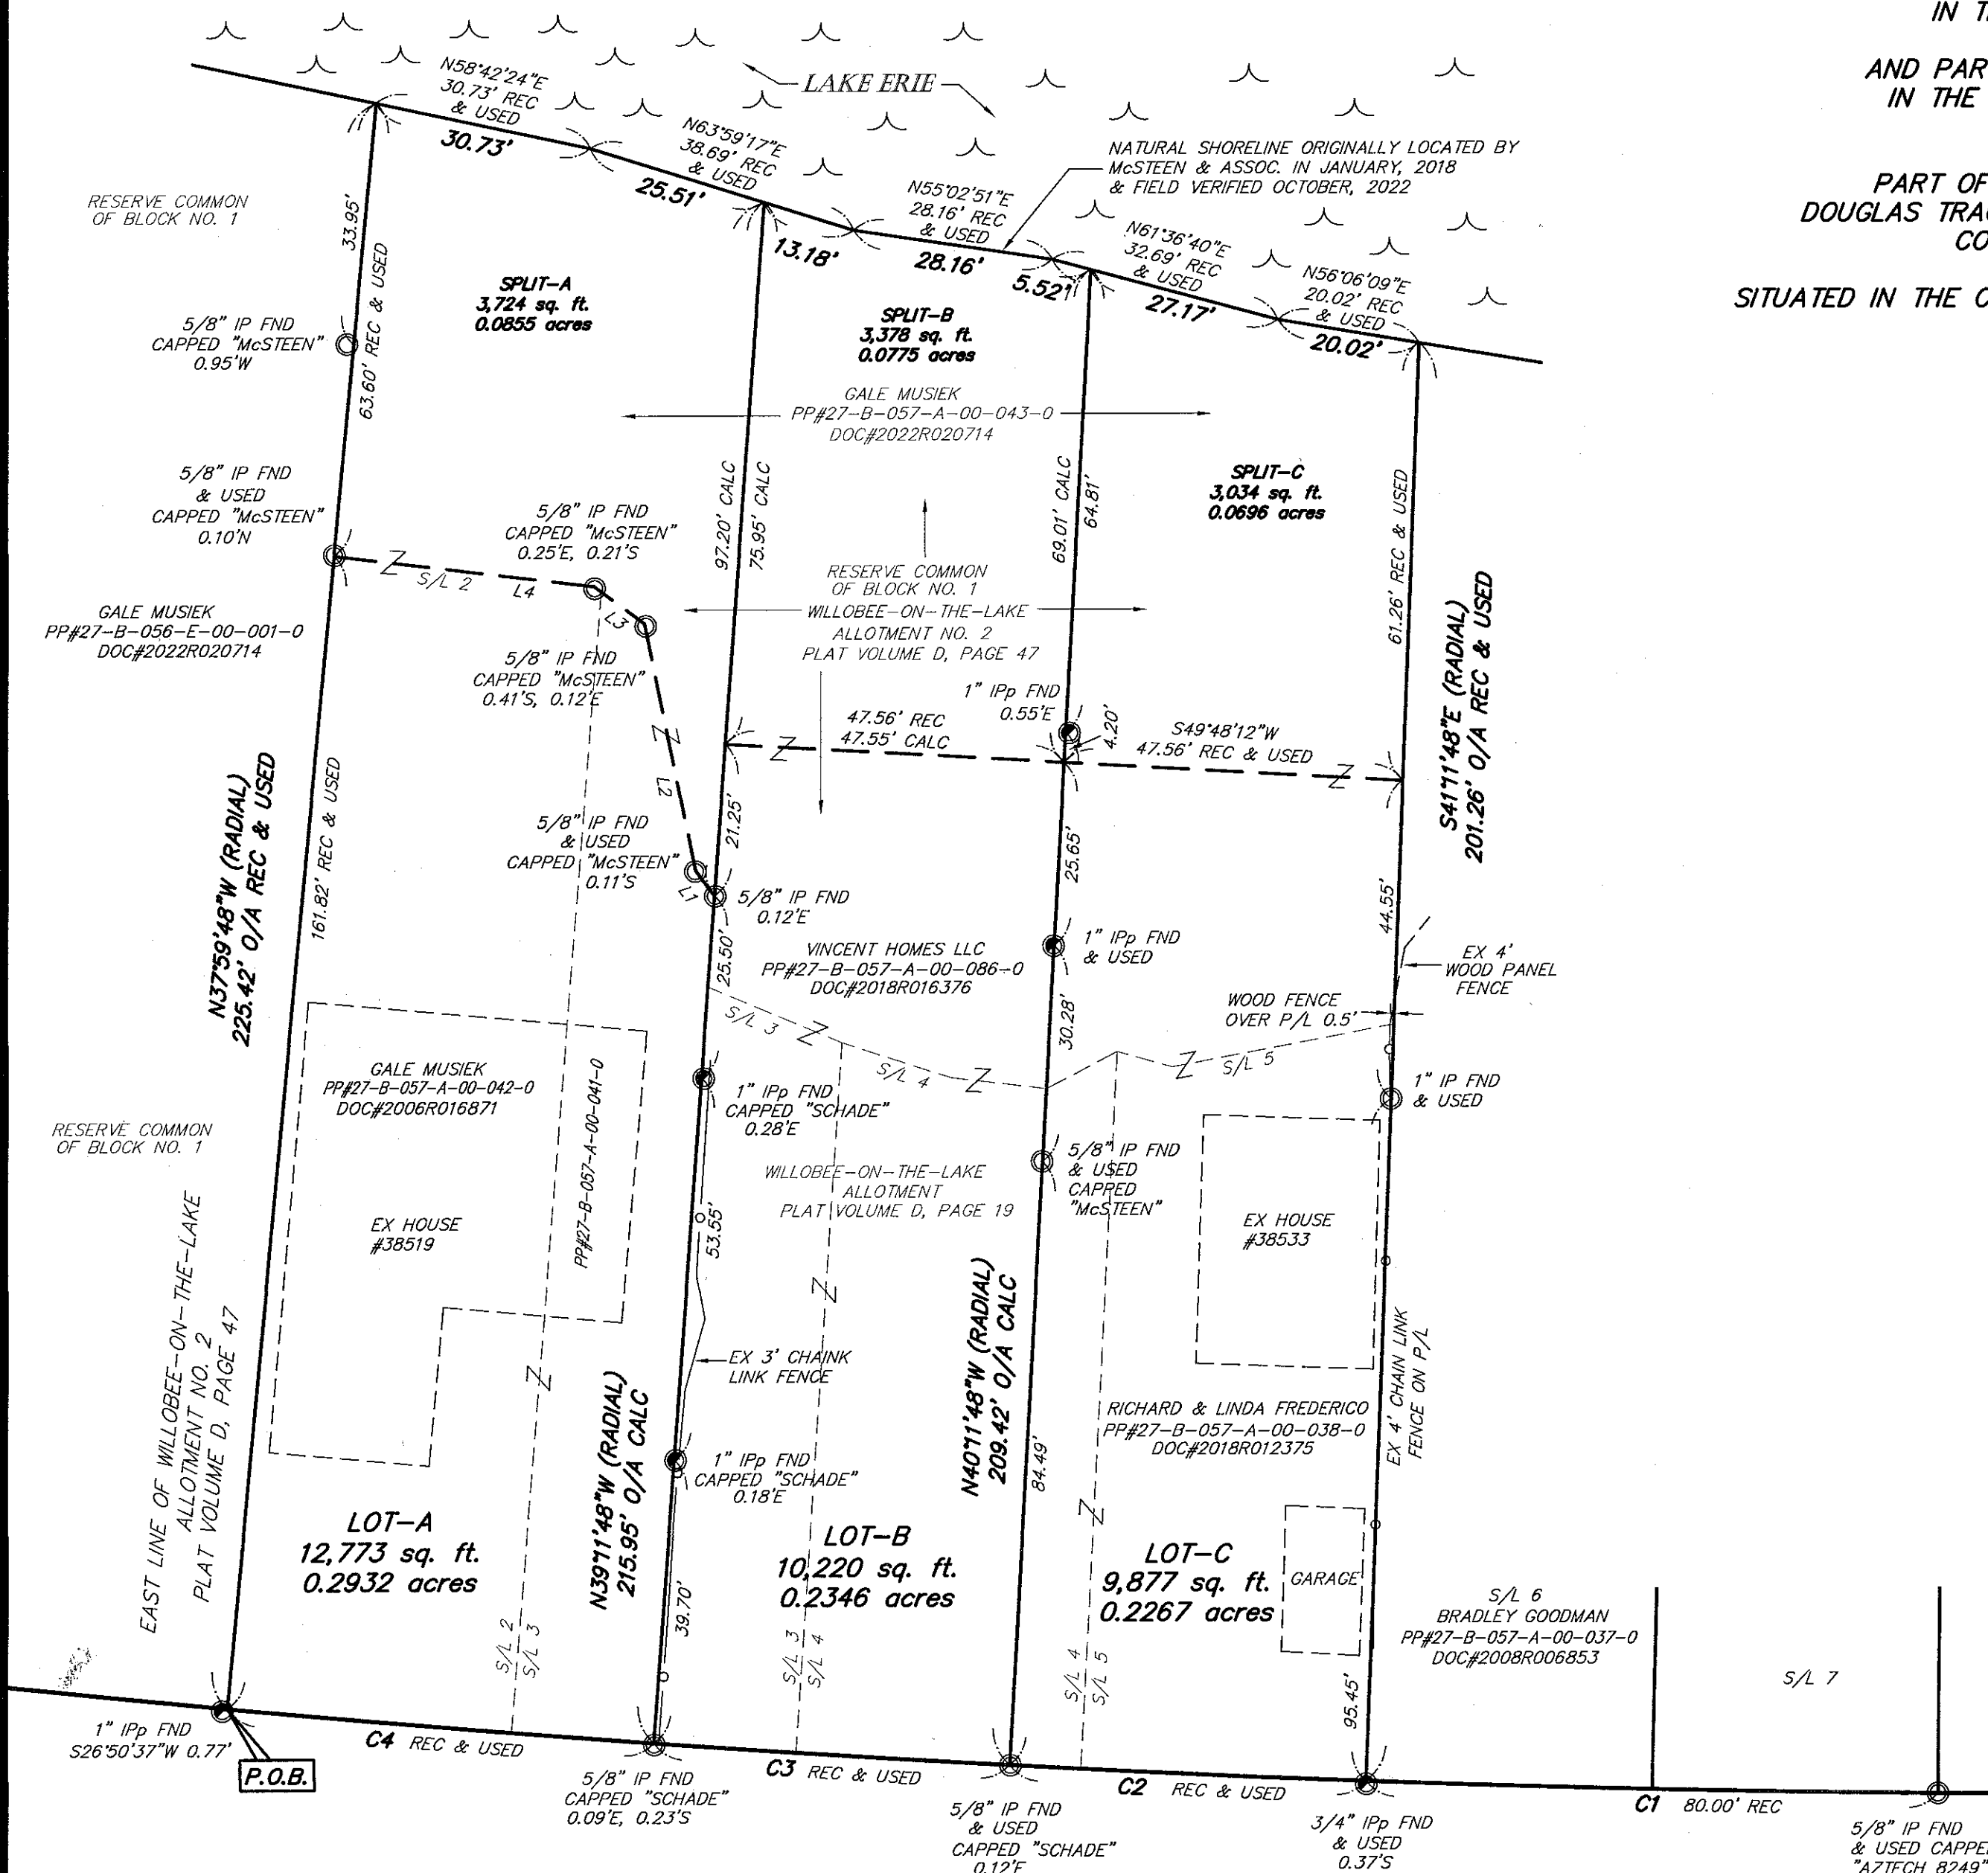 IN T
AND PAR
IN THE
PART OF
DOUGLAS TRA
CO
SITUATED IN THE C
LAKE ERIE
N58°42'24"E
30.73' REC
& USED
30.73'
N63°59'17"E
38.69' REC
& USED
25.51'
13.18'
N55°02'51"E
28.16' REC
& USED
28.16'
NATURAL SHORELINE ORIGINALLY LOCATED BY
McSTEEN & ASSOC. IN JANUARY, 2018
& FIELD VERIFIED OCTOBER, 2022
N61°36'40"E
32.69' REC
& USED
5.52'
27.17'
N56°06'09"E
20.02' REC
& USED
20.02'
RESERVE COMMON
OF BLOCK NO. 1
33.95'
63.60' REC & USED
5/8" IP FND
CAPPED "McSTEEN"
0.95'W
SPLIT-A
3,724 sq. ft.
0.0855 acres
SPLIT-B
3,378 sq. ft.
0.0775 acres
GALE MUSIEK
PP#27-B-057-A-00-043-0
DOC#2022R020714
SPLIT-C
3,034 sq. ft.
0.0696 acres
97.20' CALC
75.95' CALC
69.01' CALC
64.81'
61.26' REC & USED
5/8" IP FND
& USED
CAPPED "McSTEEN"
0.10'N
5/8" IP FND
CAPPED "McSTEEN"
0.25'E, 0.21'S
S/L 2
L4
L3
GALE MUSIEK
PP#27-B-056-E-00-001-0
DOC#2022R020714
5/8" IP FND
CAPPED "McSTEEN"
0.41'S, 0.12'E
RESERVE COMMON
OF BLOCK NO. 1
WILLOBEE-ON-THE-LAKE
ALLOTMENT NO. 2
PLAT VOLUME D, PAGE 47
S41°11'48"E (RADIAL)
201.26' O/A REC & USED
1" IPp FND
0.55'E
4.20'
47.56' REC
47.55' CALC
S49°48'12"W
47.56' REC & USED
N37°59'48"W (RADIAL)
225.42' O/A REC & USED
161.82' REC & USED
L2
5/8" IP FND
& USED
CAPPED "McSTEEN"
0.11'S
L1
21.25'
5/8" IP FND
0.12'E
25.65'
44.55'
25.50'
VINCENT HOMES LLC
PP#27-B-057-A-00-086-0
DOC#2018R016376
1" IPp FND
& USED
EX 4'
WOOD PANEL
FENCE
WOOD FENCE
OVER P/L 0.5'
S/L 3
S/L 4
30.28'
S/L 5
1" IP FND
& USED
GALE MUSIEK
PP#27-B-057-A-00-042-0
DOC#2006R016871
PP#27-B-057-A-00-041-0
1" IPp FND
CAPPED "SCHADE"
0.28'E
RESERVE COMMON
OF BLOCK NO. 1
WILLOBEE-ON-THE-LAKE
ALLOTMENT
PLAT VOLUME D, PAGE 19
5/8" IP FND
& USED
CAPPED
"McSTEEN"
EX HOUSE
#38519
53.55'
EX HOUSE
#38533
EAST LINE OF WILLOBEE-ON-THE-LAKE
ALLOTMENT NO. 2
PLAT VOLUME D, PAGE 47
EX 3' CHAINK
LINK FENCE
N39°11'48"W (RADIAL)
215.95' O/A CALC
N40°11'48"W (RADIAL)
209.42' O/A CALC
84.49'
RICHARD & LINDA FREDERICO
PP#27-B-057-A-00-038-0
DOC#2018R012375
EX 4' CHAIN LINK
FENCE ON P/L
1" IPp FND
CAPPED "SCHADE"
0.18'E
LOT-A
12,773 sq. ft.
0.2932 acres
LOT-B
10,220 sq. ft.
0.2346 acres
LOT-C
9,877 sq. ft.
0.2267 acres
GARAGE
39.70'
S/L 2
S/L 3
S/L 3
S/L 4
S/L 4
S/L 5
95.45'
S/L 6
BRADLEY GOODMAN
PP#27-B-057-A-00-037-0
DOC#2008R006853
S/L 7
1" IPp FND
S26°50'37"W 0.77'
P.O.B.
C4 REC & USED
5/8" IP FND
CAPPED "SCHADE"
0.09'E, 0.23'S
C3 REC & USED
5/8" IP FND
& USED
CAPPED "SCHADE"
0.12'E
C2 REC & USED
3/4" IPp FND
& USED
0.37'S
C1 80.00' REC
5/8" IP FND
& USED CAPPE
"AZTECH 8249"